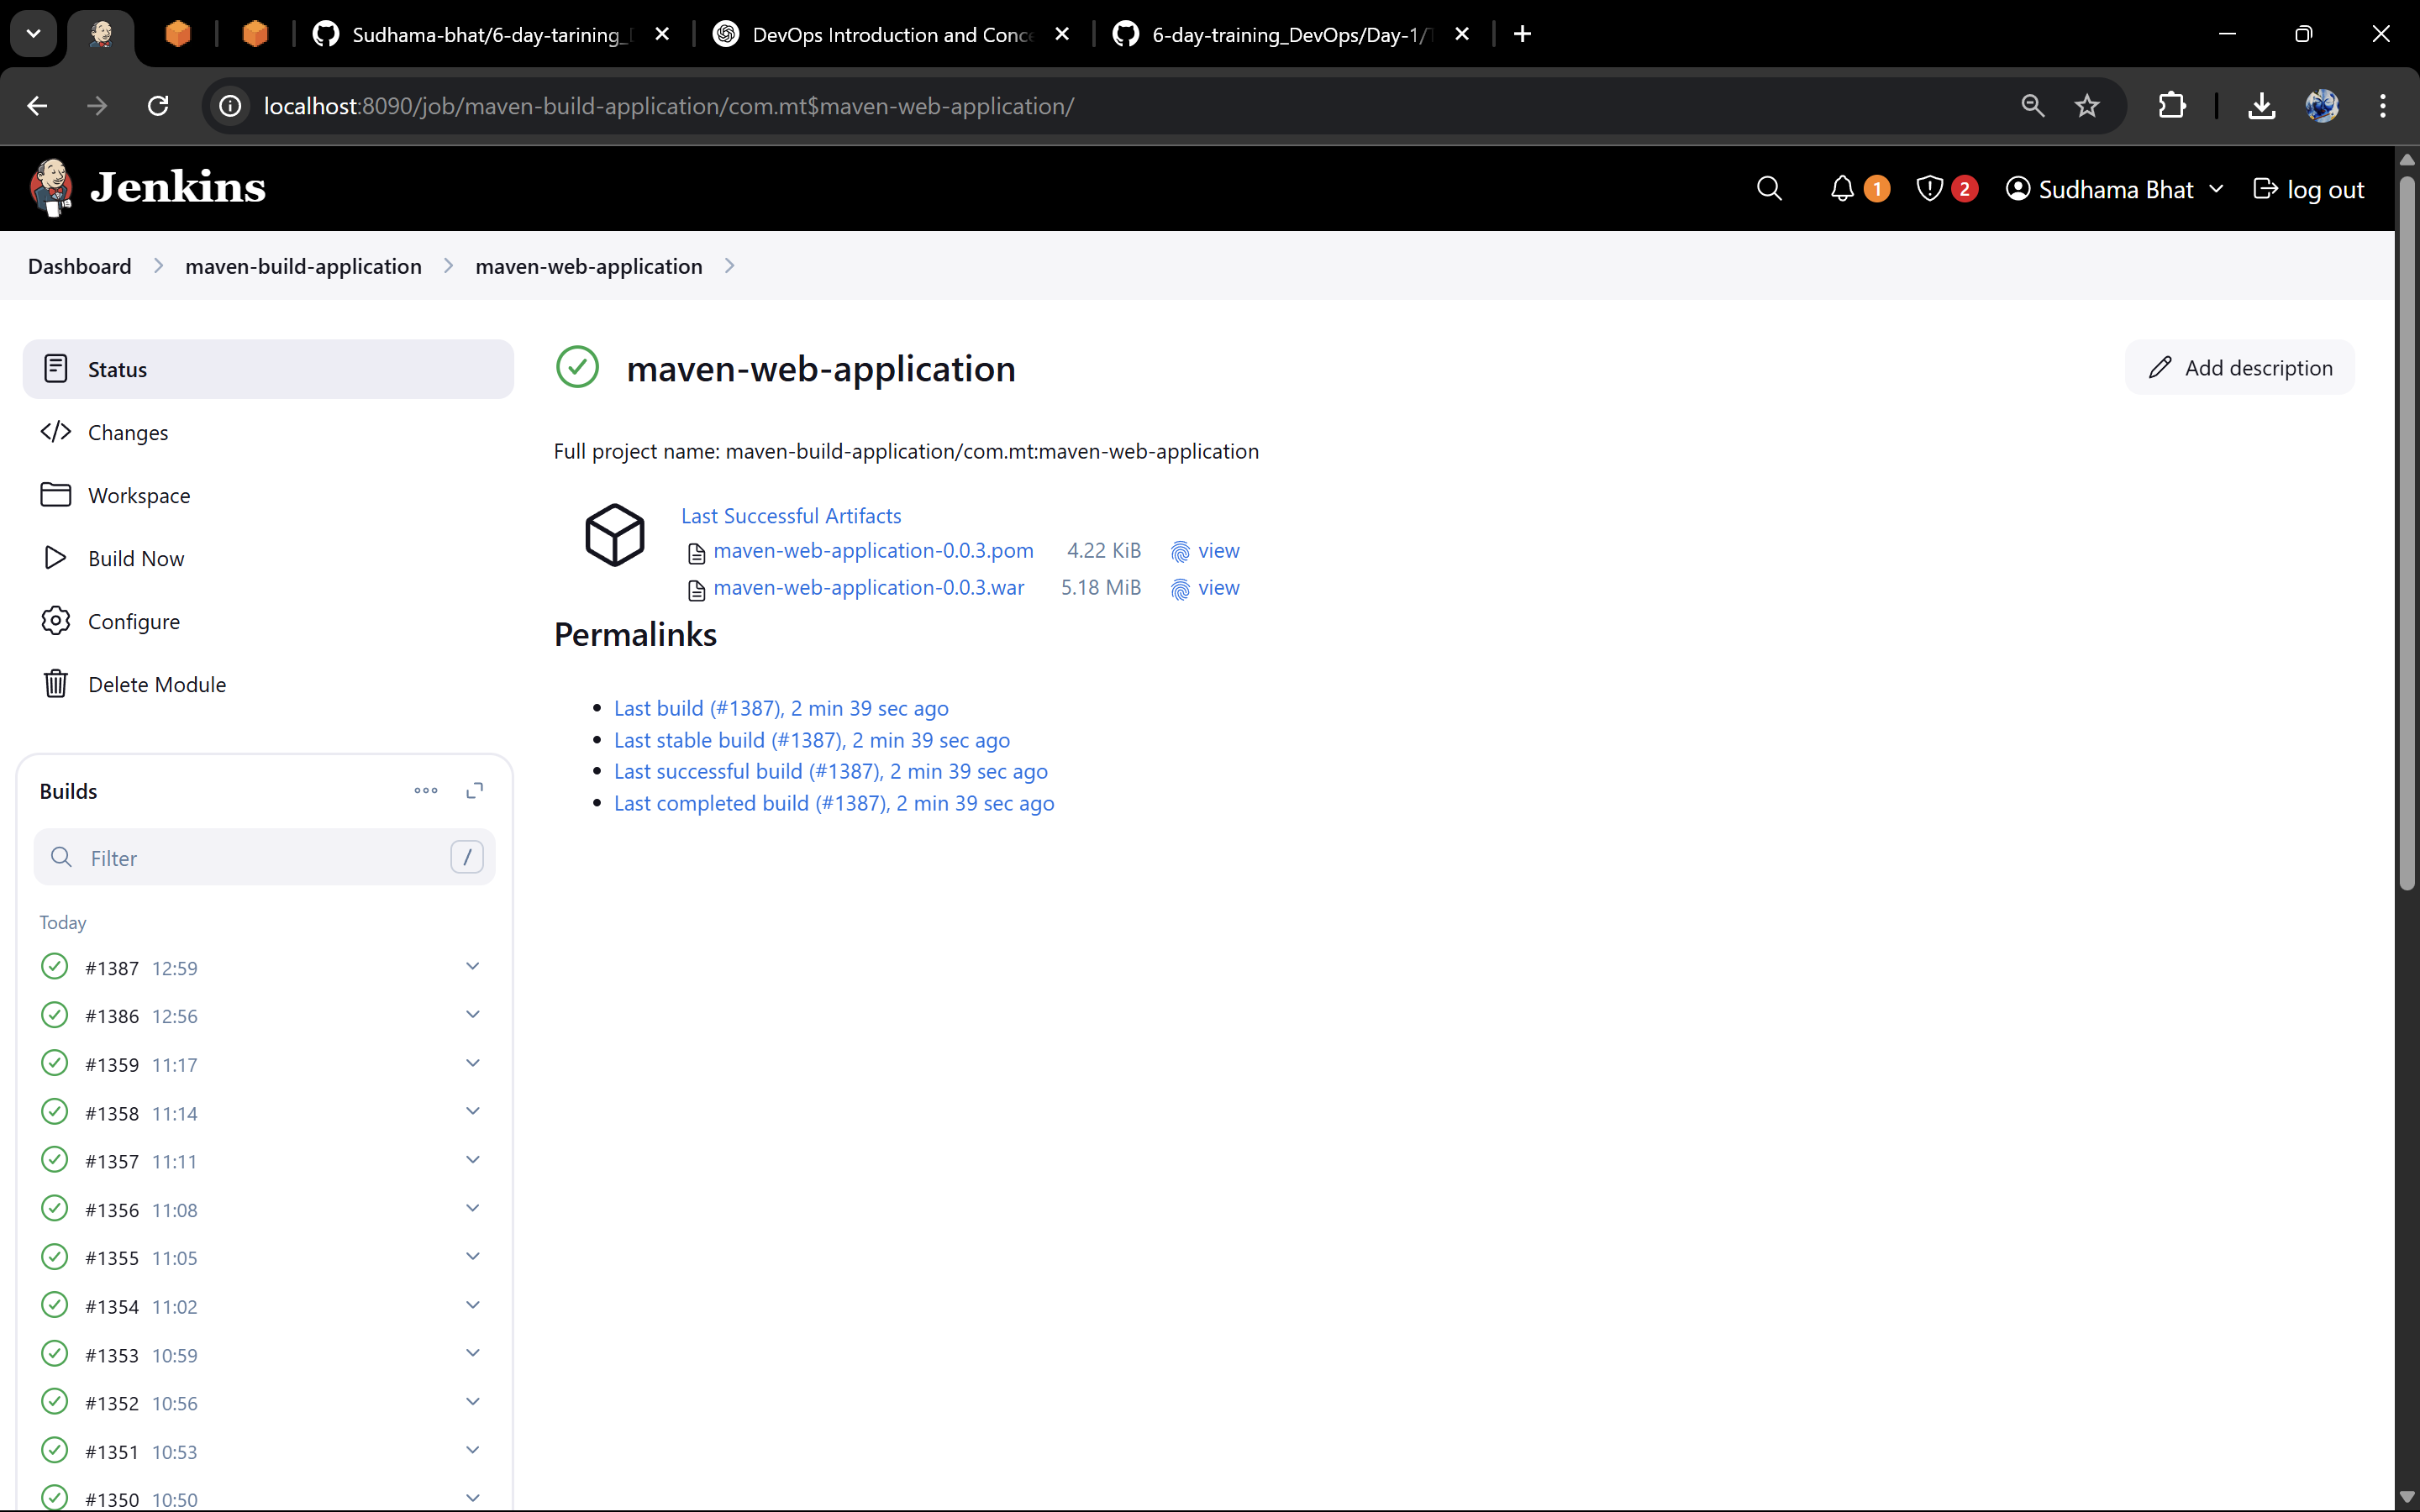 Sudhama-bhat/6-day-tarining_
DevOps Introduction and Conce
6-day-training_DevOps/Day-1/
localhost:8090/job/maven-build-application/com.mt$maven-web-application/
Jenkins
1
2
Sudhama Bhat
log out
Dashboard
maven-build-application
maven-web-application
Status
Changes
Workspace
Build Now
Configure
Delete Module
maven-web-application
Add description
Full project name: maven-build-application/com.mt:maven-web-application
Last Successful Artifacts
maven-web-application-0.0.3.pom 4.22 KiB view
maven-web-application-0.0.3.war 5.18 MiB view
Permalinks
Last build (#1387), 2 min 39 sec ago
Last stable build (#1387), 2 min 39 sec ago
Last successful build (#1387), 2 min 39 sec ago
Last completed build (#1387), 2 min 39 sec ago
Builds
Filter /
Today
#1387 12:59
#1386 12:56
#1359 11:17
#1358 11:14
#1357 11:11
#1356 11:08
#1355 11:05
#1354 11:02
#1353 10:59
#1352 10:56
#1351 10:53
#1350 10:50